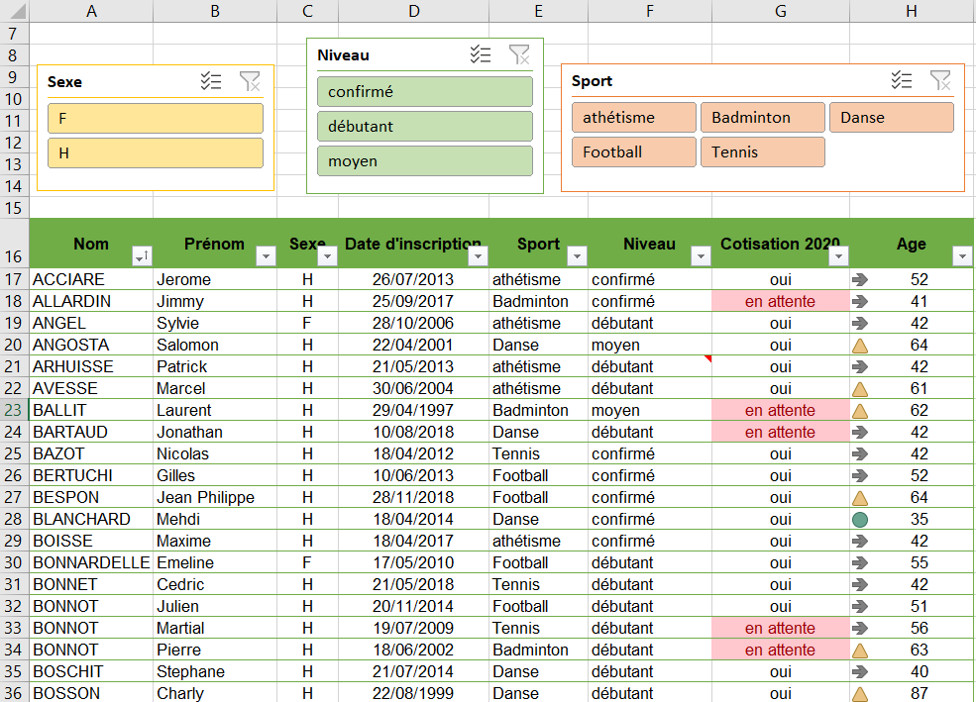 A B C D E F G H
7
8
9
10
11
12
13
14
15
Sexe
F
H
Niveau
confirmé
débutant
moyen
Sport
athétisme Badminton Danse
Football Tennis
16 Nom Prénom Sexe Date d'inscription Sport Niveau Cotisation 2020 Age
17 ACCIARE Jerome H 26/07/2013 athétisme confirmé oui 52
18 ALLARDIN Jimmy H 25/09/2017 Badminton confirmé en attente 41
19 ANGEL Sylvie F 28/10/2006 athétisme débutant oui 42
20 ANGOSTA Salomon H 22/04/2001 Danse moyen oui 64
21 ARHUISSE Patrick H 21/05/2013 athétisme débutant oui 42
22 AVESSE Marcel H 30/06/2004 athétisme débutant oui 61
23 BALLIT Laurent H 29/04/1997 Badminton moyen en attente 62
24 BARTAUD Jonathan H 10/08/2018 Danse débutant en attente 42
25 BAZOT Nicolas H 18/04/2012 Tennis confirmé oui 42
26 BERTUCHI Gilles H 10/06/2013 Football confirmé oui 52
27 BESPON Jean Philippe H 28/11/2018 Football confirmé oui 64
28 BLANCHARD Mehdi H 18/04/2014 Danse confirmé oui 35
29 BOISSE Maxime H 18/04/2017 athétisme confirmé oui 42
30 BONNARDELLE Emeline F 17/05/2010 Football débutant oui 55
31 BONNET Cedric H 21/05/2018 Tennis débutant oui 42
32 BONNOT Julien H 20/11/2014 Football débutant oui 51
33 BONNOT Martial H 19/07/2009 Tennis débutant en attente 56
34 BONNOT Pierre H 18/06/2002 Badminton débutant en attente 63
35 BOSCHIT Stephane H 21/07/2014 Danse débutant oui 40
36 BOSSON Charly H 22/08/1999 Danse débutant oui 87